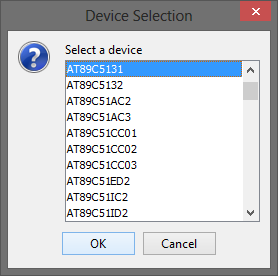 Device Selection
Select a device
AT89C5131
AT89C5132
AT89C51AC2
AT89C51AC3
AT89C51CC01
AT89C51CC02
AT89C51CC03
AT89C51ED2
AT89C51IC2
AT89C51ID2
OK Cancel